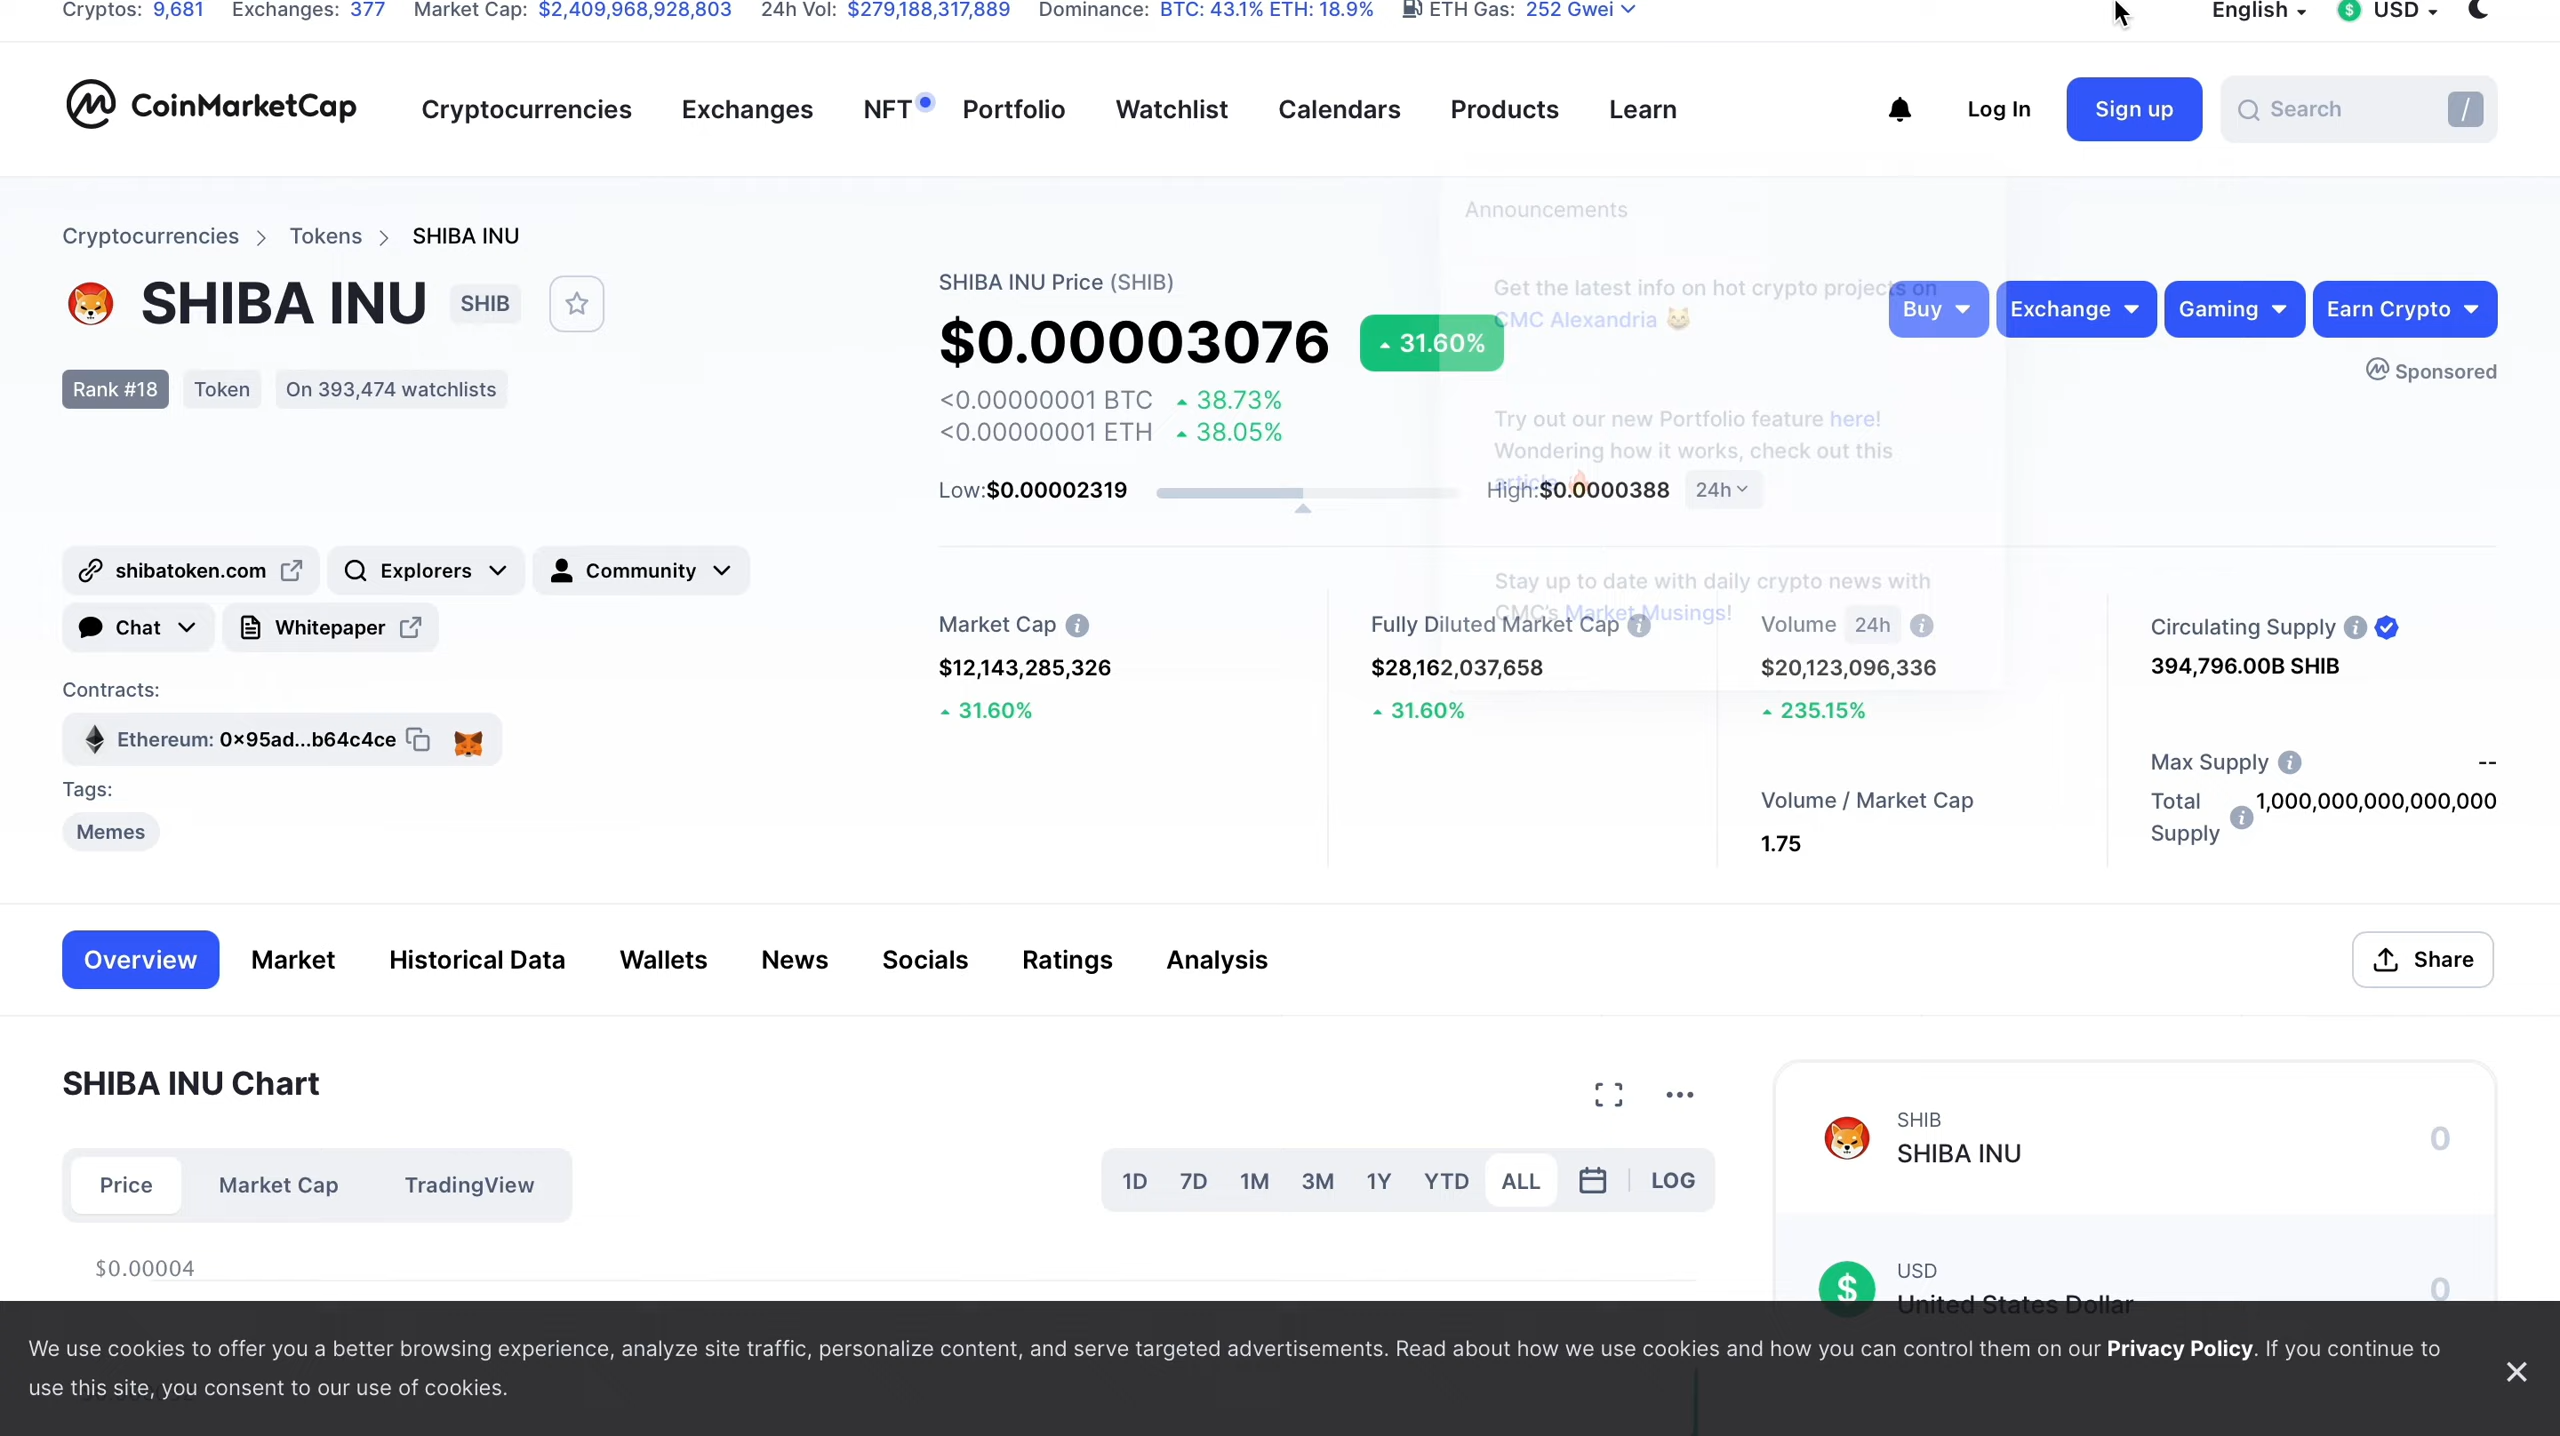 Cryptos: 9,681 Exchanges: 377 Market Cap: $2,409,968,928,803 24h Vol: $279,188,317,889 Dominance: BTC: 43.1% ETH: 18.9% ETH Gas: 252 Gwei English USD
CoinMarketCap Cryptocurrencies Exchanges NFT Portfolio Watchlist Calendars Products Learn Log In Sign up Search /
Announcements
Cryptocurrencies > Tokens > SHIBA INU
SHIBA INU SHIB
Rank #18 Token On 393,474 watchlists
SHIBA INU Price (SHIB)
$0.00003076 31.60%
<0.00000001 BTC 38.73%
<0.00000001 ETH 38.05%
Low:$0.00002319 High:$0.0000388 24h
Get the latest info on hot crypto projects on
CMC Alexandria
Buy Exchange Gaming Earn Crypto
Sponsored
Try out our new Portfolio feature here!
Wondering how it works, check out this
article
Stay up to date with daily crypto news with
CMC's Market Musings!
shibatoken.com Explorers Community
Chat Whitepaper
Contracts:
Ethereum: 0x95ad...b64c4ce
Tags:
Memes
Market Cap
$12,143,285,326
31.60%
Fully Diluted Market Cap
$28,162,037,658
31.60%
Volume 24h
$20,123,096,336
235.15%
Volume / Market Cap
1.75
Circulating Supply
394,796.00B SHIB
Max Supply --
Total 1,000,000,000,000,000
Supply
Overview Market Historical Data Wallets News Socials Ratings Analysis Share
SHIBA INU Chart
Price Market Cap TradingView 1D 7D 1M 3M 1Y YTD ALL LOG
$0.00004
SHIB
SHIBA INU 0
USD
United States Dollar 0
We use cookies to offer you a better browsing experience, analyze site traffic, personalize content, and serve targeted advertisements. Read about how we use cookies and how you can control them on our Privacy Policy. If you continue to
use this site, you consent to our use of cookies.